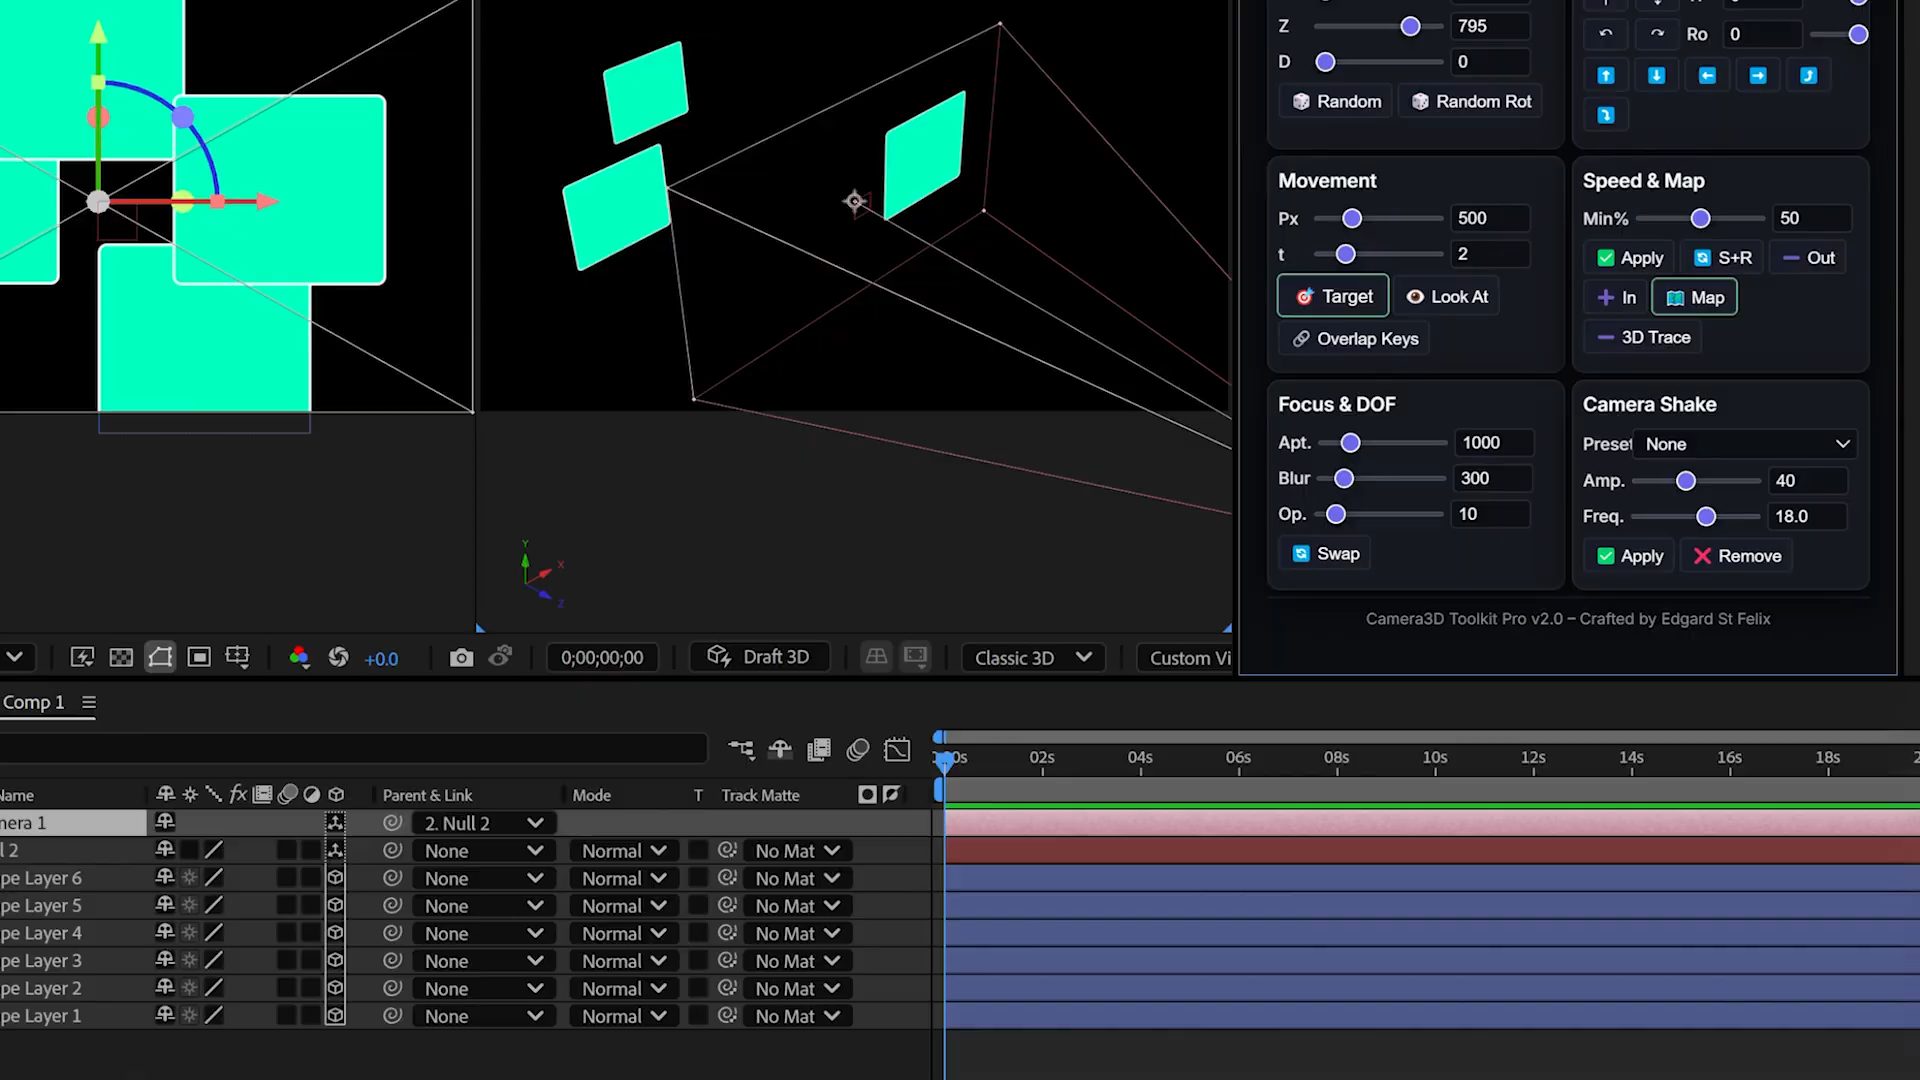 Z 795
D 0
Random Random Rot
Ro 0
Movement
Px 500
t 2
Target Look At
Overlap Keys
Speed & Map
Min% 50
Apply S+R Out
In Map
3D Trace
Focus & DOF
Apt. 1000
Blur 300
Op. 10
Swap
Camera Shake
Preset None
Amp. 40
Freq. 18.0
Apply Remove
Camera3D Toolkit Pro v2.0 – Crafted by Edgard St Felix
Y
X
Z
+0.0 0;00;00;00 Draft 3D Classic 3D Custom Vi
Comp 1
02s 04s 06s 08s 10s 12s 14s 16s 18s
Name fx Parent & Link Mode T Track Matte
nera 1 2. Null 2
l 2 None Normal No Mat
pe Layer 6 None Normal No Mat
pe Layer 5 None Normal No Mat
pe Layer 4 None Normal No Mat
pe Layer 3 None Normal No Mat
pe Layer 2 None Normal No Mat
pe Layer 1 None Normal No Mat